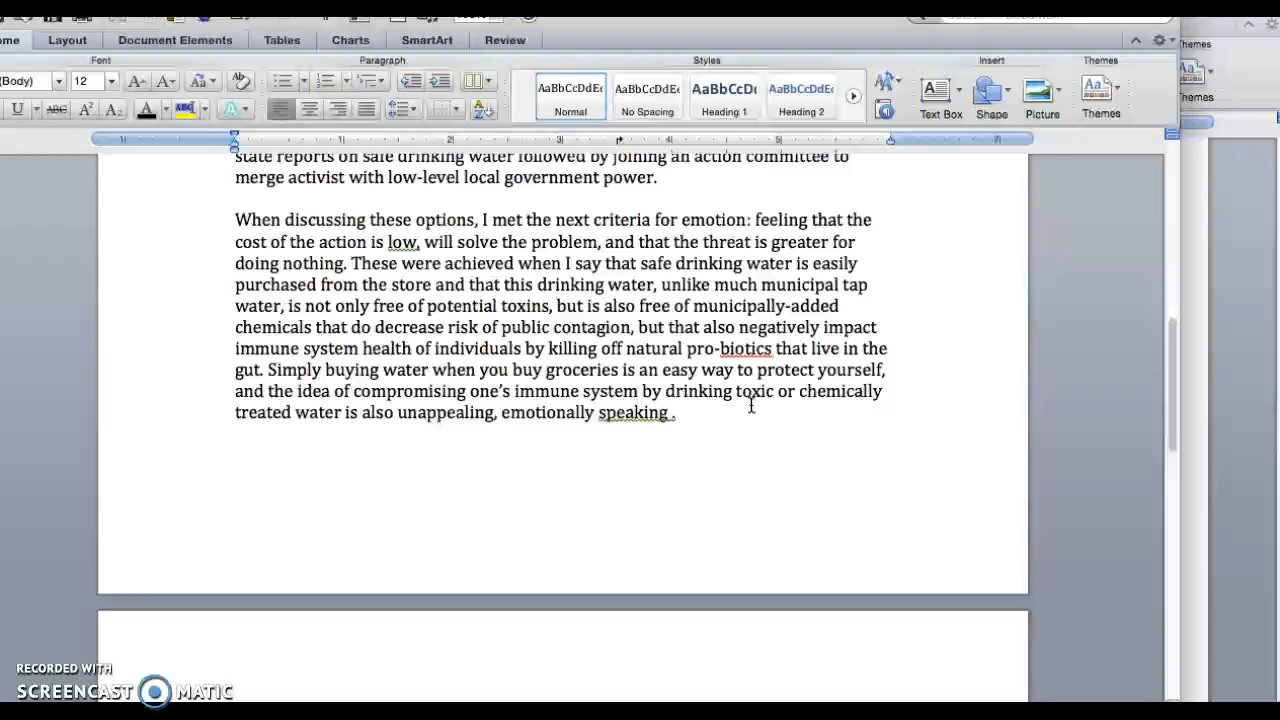 ome Layout Document Elements Tables Charts SmartArt Review
Font Paragraph Styles Insert Themes
(Body) 12
AaBbCcDdEe AaBbCcDdEe AaBbCcDd AaBbCcDdEe
Normal No Spacing Heading 1 Heading 2
Text Box Shape Picture Themes
hemes
hemes
state reports on safe drinking water followed by joining an action committee to
merge activist with low-level local government power.
When discussing these options, I met the next criteria for emotion: feeling that the
cost of the action is low, will solve the problem, and that the threat is greater for
doing nothing. These were achieved when I say that safe drinking water is easily
purchased from the store and that this drinking water, unlike much municipal tap
water, is not only free of potential toxins, but is also free of municipally-added
chemicals that do decrease risk of public contagion, but that also negatively impact
immune system health of individuals by killing off natural pro-biotics that live in the
gut. Simply buying water when you buy groceries is an easy way to protect yourself,
and the idea of compromising one's immune system by drinking toxic or chemically
treated water is also unappealing, emotionally speaking .
RECORDED WITH
SCREENCAST MATIC